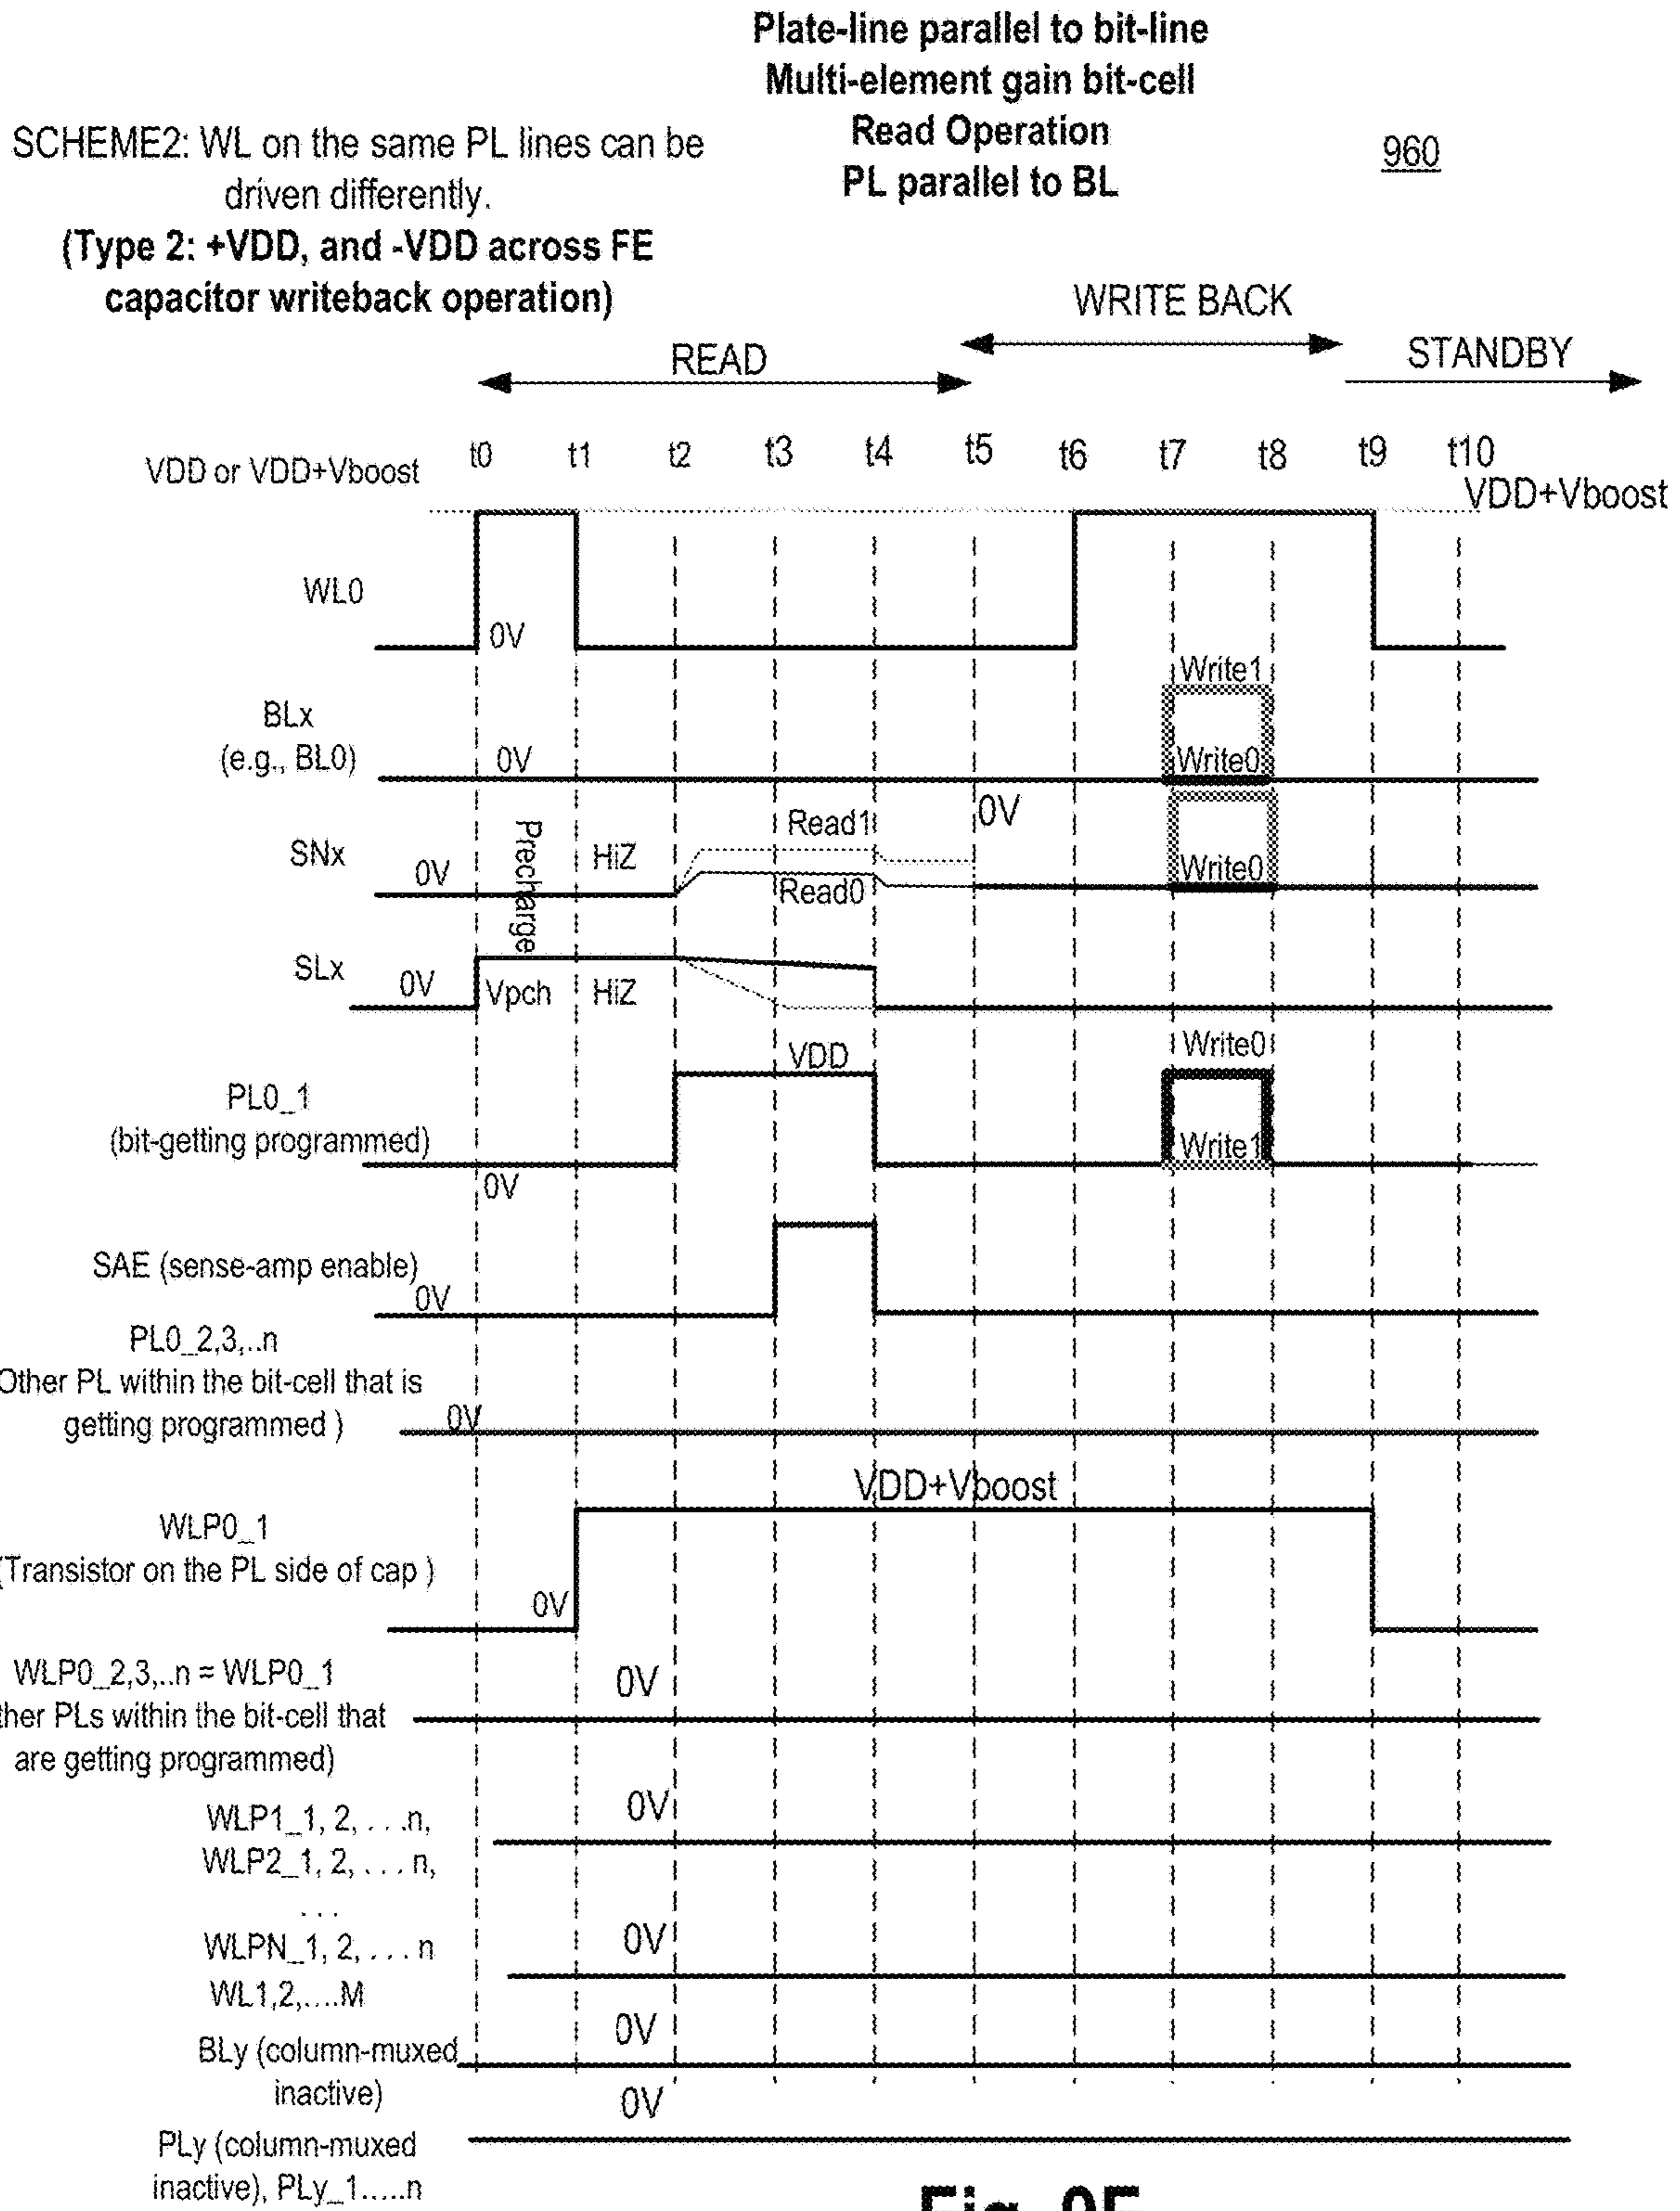 Plate-line parallel to bit-line
Multi-element gain bit-cell
Read Operation
PL parallel to BL
960
SCHEME2: WL on the same PL lines can be
driven differently.
(Type 2: +VDD, and -VDD across FE
capacitor writeback operation)
READ
WRITE BACK
STANDBY
VDD or VDD+Vboost
t0 t1 t2 t3 t4 t5 t6 t7 t8 t9 t10
VDD+Vboost
WL0
0V
BLx
(e.g., BL0)
0V
Write1
Write0
SNx
0V
Precharge
HiZ
Read1
Read0
0V
Write0
SLx
0V
Vpch
HiZ
PL0_1
(bit-getting programmed)
0V
VDD
Write0
Write1
SAE (sense-amp enable)
0V
PL0_2,3,..n
Other PL within the bit-cell that is
getting programmed )
0V
WLP0_1
(Transistor on the PL side of cap )
0V
VDD+Vboost
WLP0_2,3,..n = WLP0_1
ther PLs within the bit-cell that
are getting programmed)
0V
WLP1_1, 2, . . .n,
WLP2_1, 2, . . . n,
. . .
WLPN_1, 2, . . . n
WL1,2,....M
0V
0V
BLy (column-muxed
inactive)
0V
PLy (column-muxed
inactive), PLy_1.....n
0V